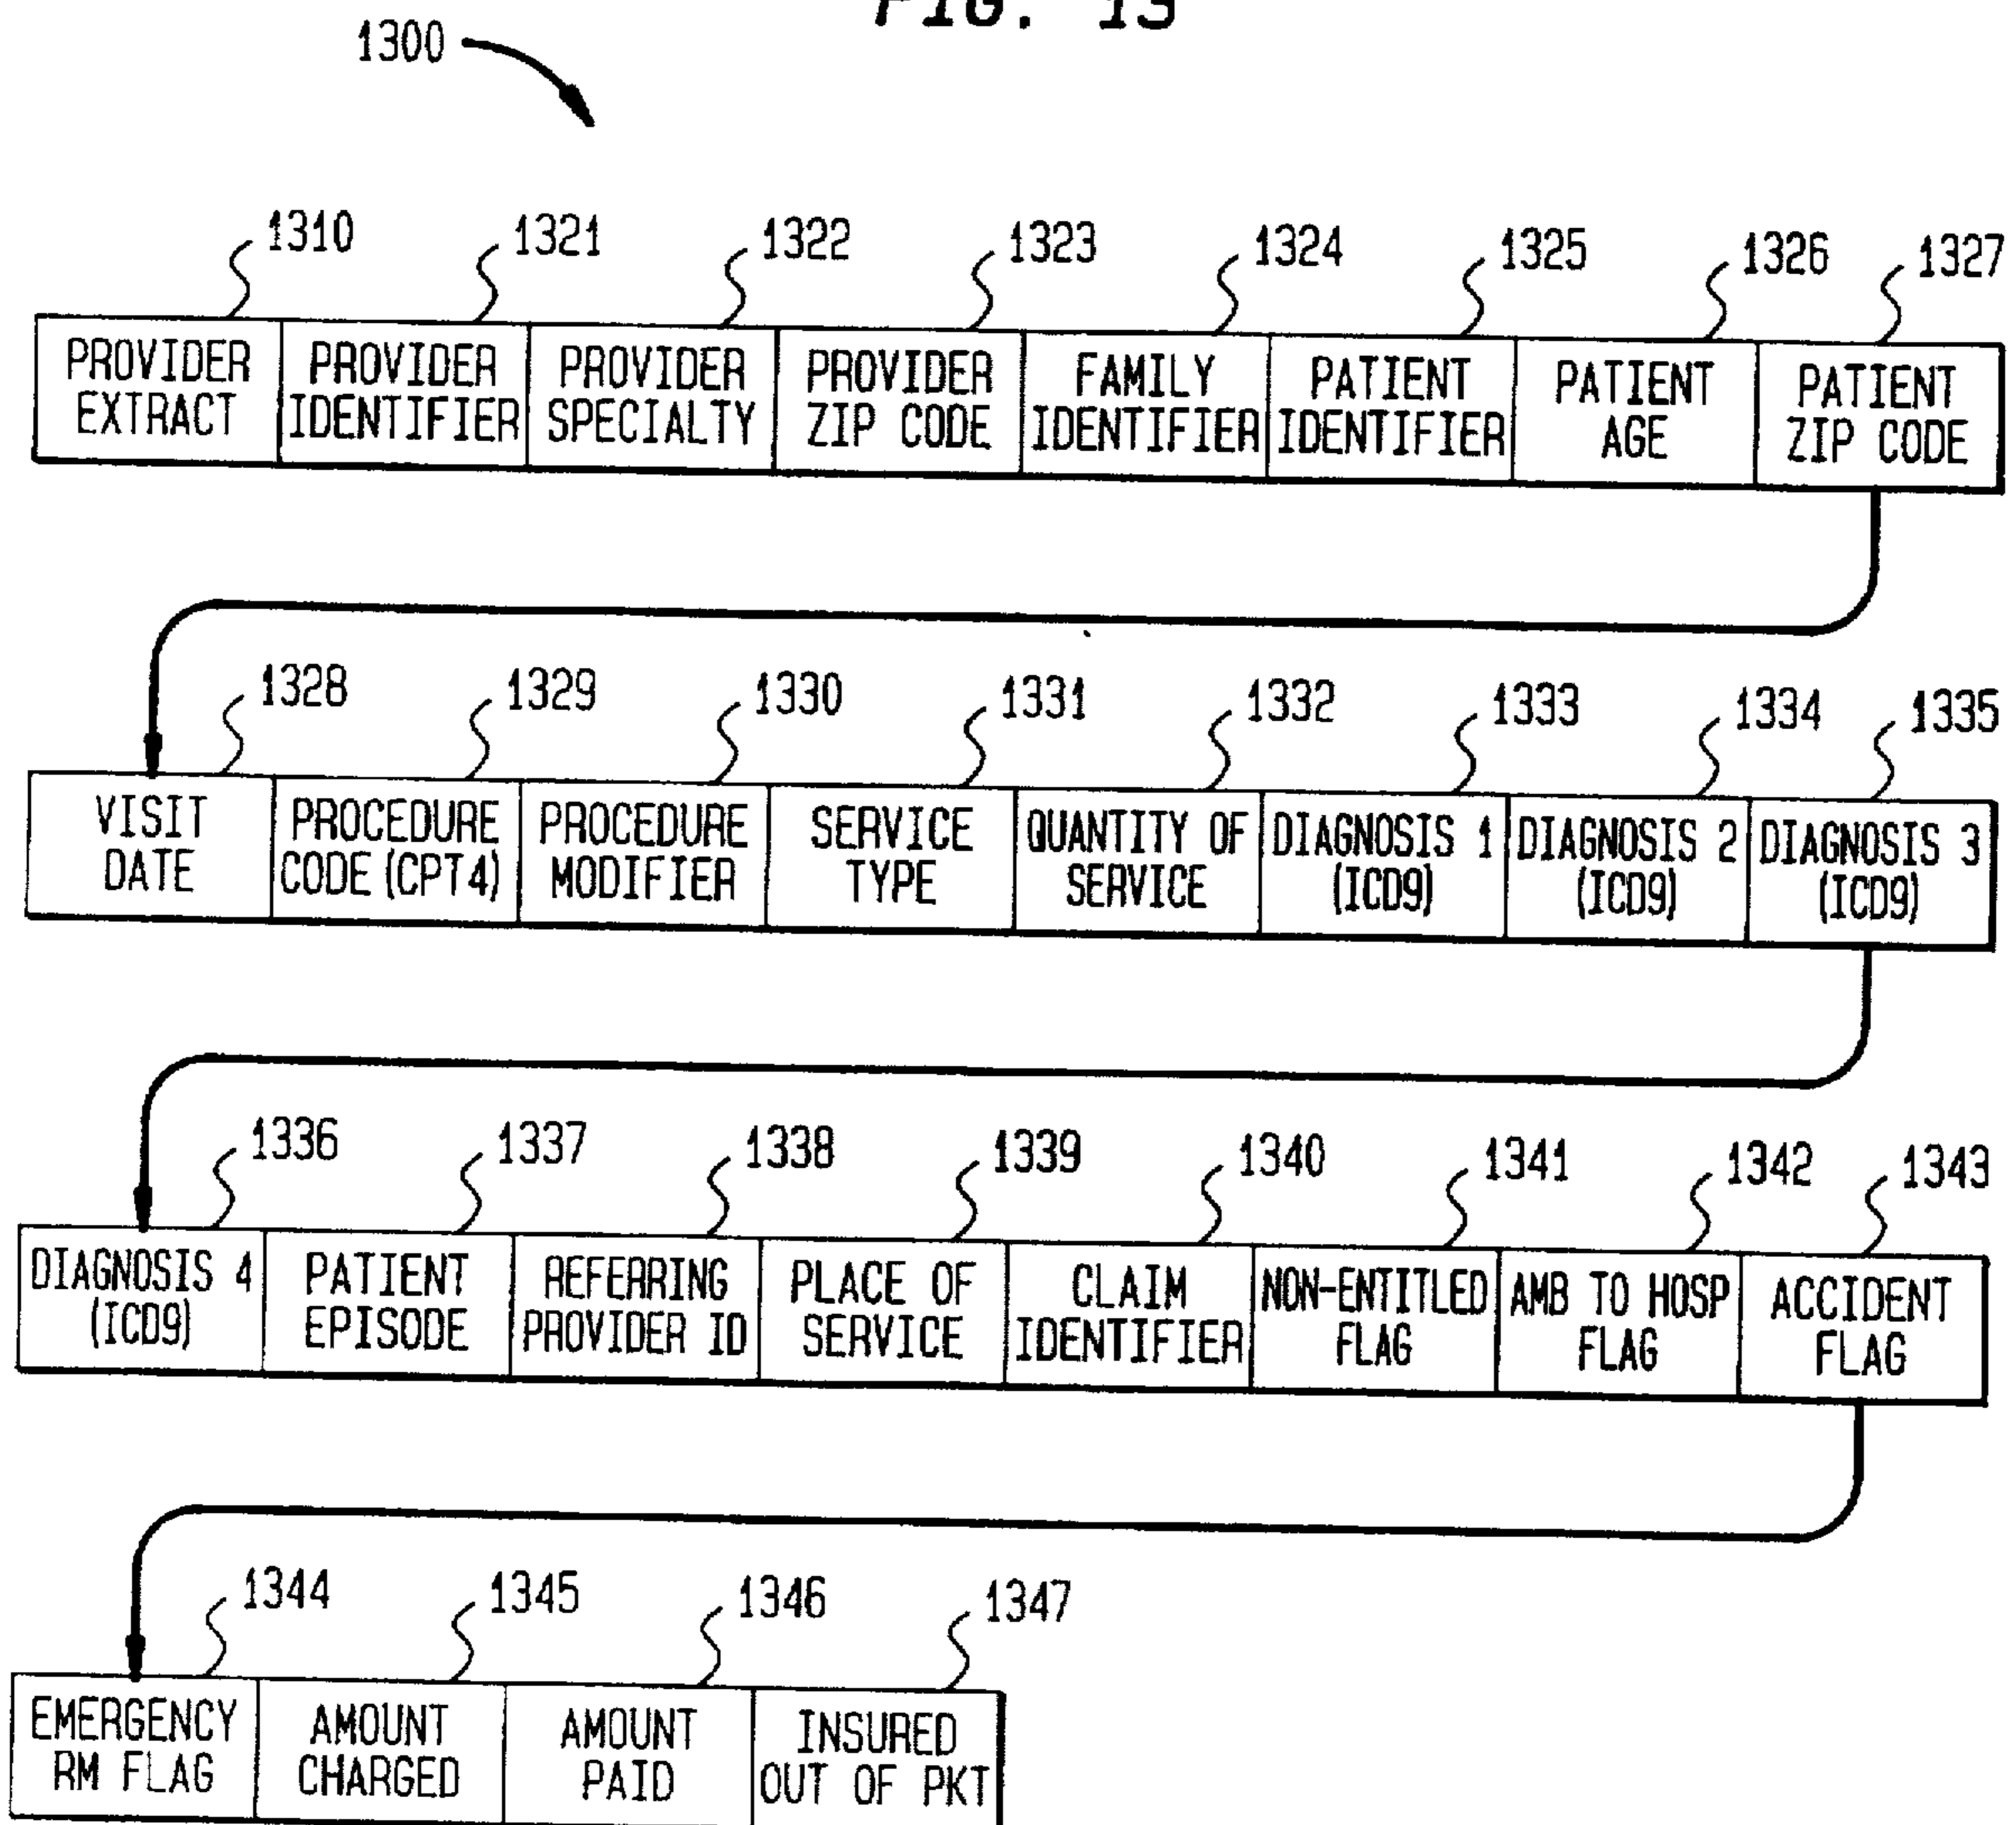 FIG. 13
1300
1310 1321 1322 1323 1324 1325 1326 1327
PROVIDER EXTRACT
PROVIDER IDENTIFIER
PROVIDER SPECIALTY
PROVIDER ZIP CODE
FAMILY IDENTIFIER
PATIENT IDENTIFIER
PATIENT AGE
PATIENT ZIP CODE
1328 1329 1330 1331 1332 1333 1334 1335
VISIT DATE
PROCEDURE CODE (CPT4)
PROCEDURE MODIFIER
SERVICE TYPE
QUANTITY OF SERVICE
DIAGNOSIS 1 (ICD9)
DIAGNOSIS 2 (ICD9)
DIAGNOSIS 3 (ICD9)
1336 1337 1338 1339 1340 1341 1342 1343
DIAGNOSIS 4 (ICD9)
PATIENT EPISODE
REFERRING PROVIDER ID
PLACE OF SERVICE
CLAIM IDENTIFIER
NON-ENTITLED FLAG
AMB TO HOSP FLAG
ACCIDENT FLAG
1344 1345 1346 1347
EMERGENCY RM FLAG
AMOUNT CHARGED
AMOUNT PAID
INSURED OUT OF PKT